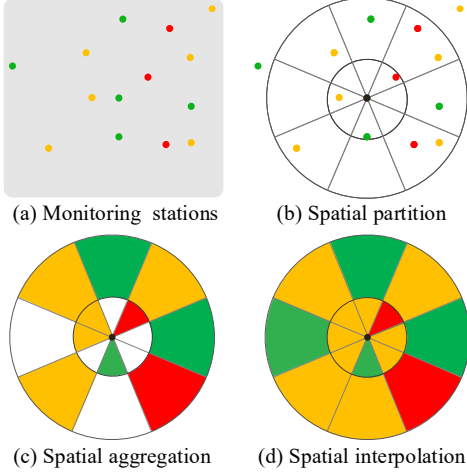 (a) Monitoring stations
(b) Spatial partition
(c) Spatial aggregation
(d) Spatial interpolation